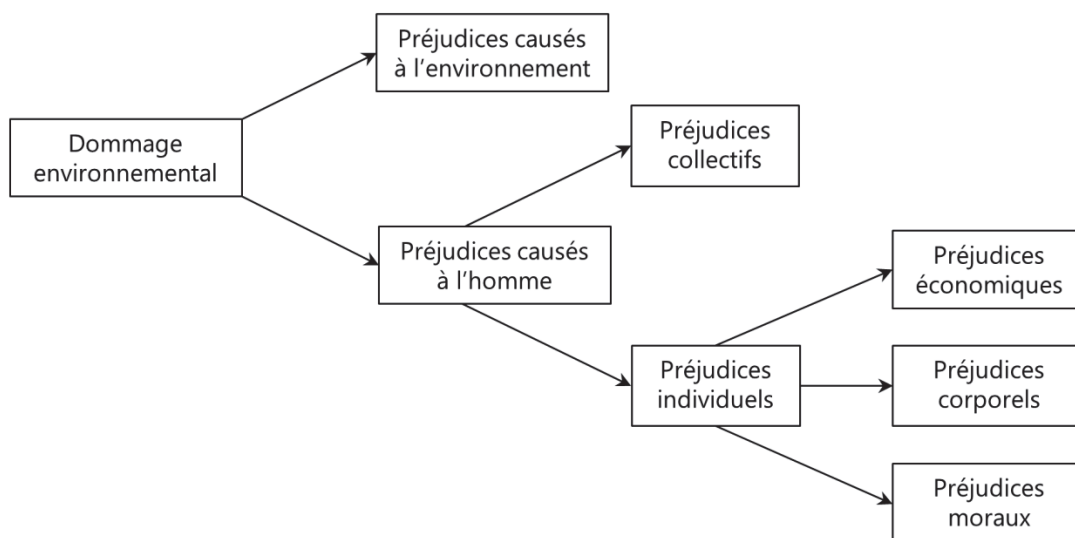 Préjudices causés
à l'environnement
Dommage
environnemental
Préjudices
collectifs
Préjudices causés
à l'homme
Préjudices
économiques
Préjudices
individuels
Préjudices
corporels
Préjudices
moraux